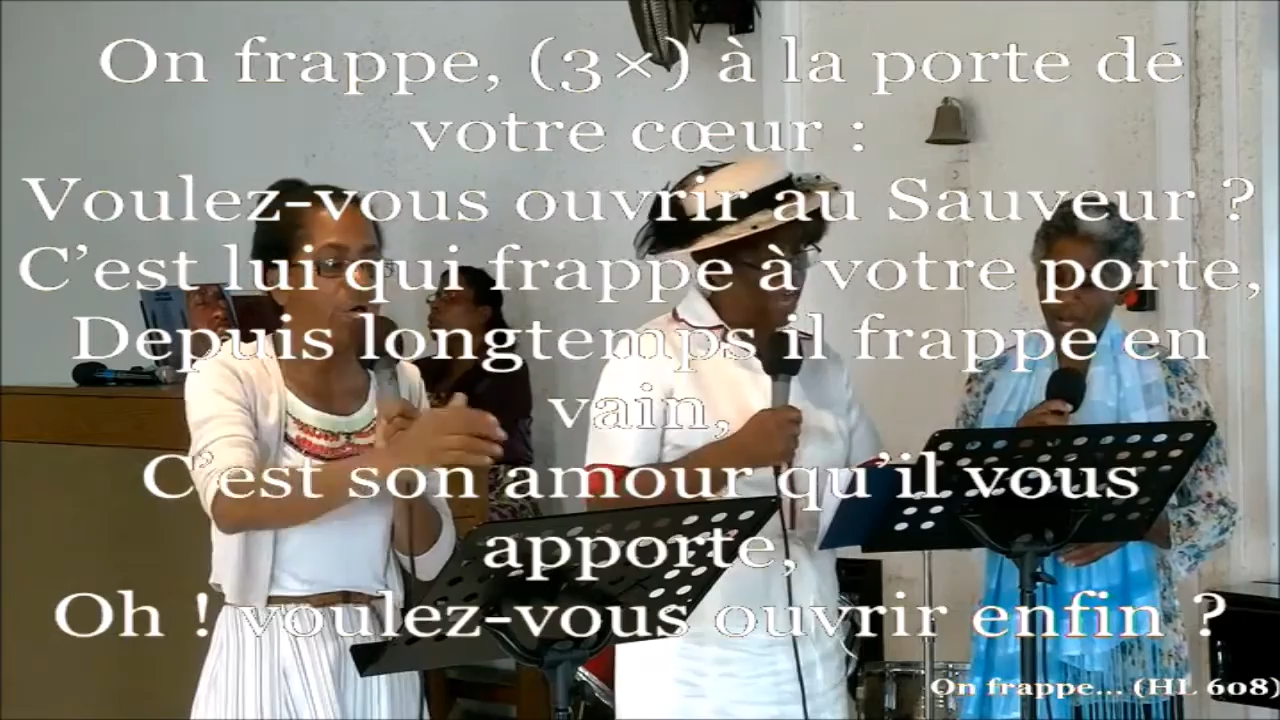 On frappe, (3×) à la porte de
votre cœur :
Voulez-vous ouvrir au Sauveur ?
C’est lui qui frappe à votre porte,
Depuis longtemps il frappe en
vain,
C’est son amour qu’il vous
apporte,
Oh ! voulez-vous ouvrir enfin ?
On frappe... (HL 608)